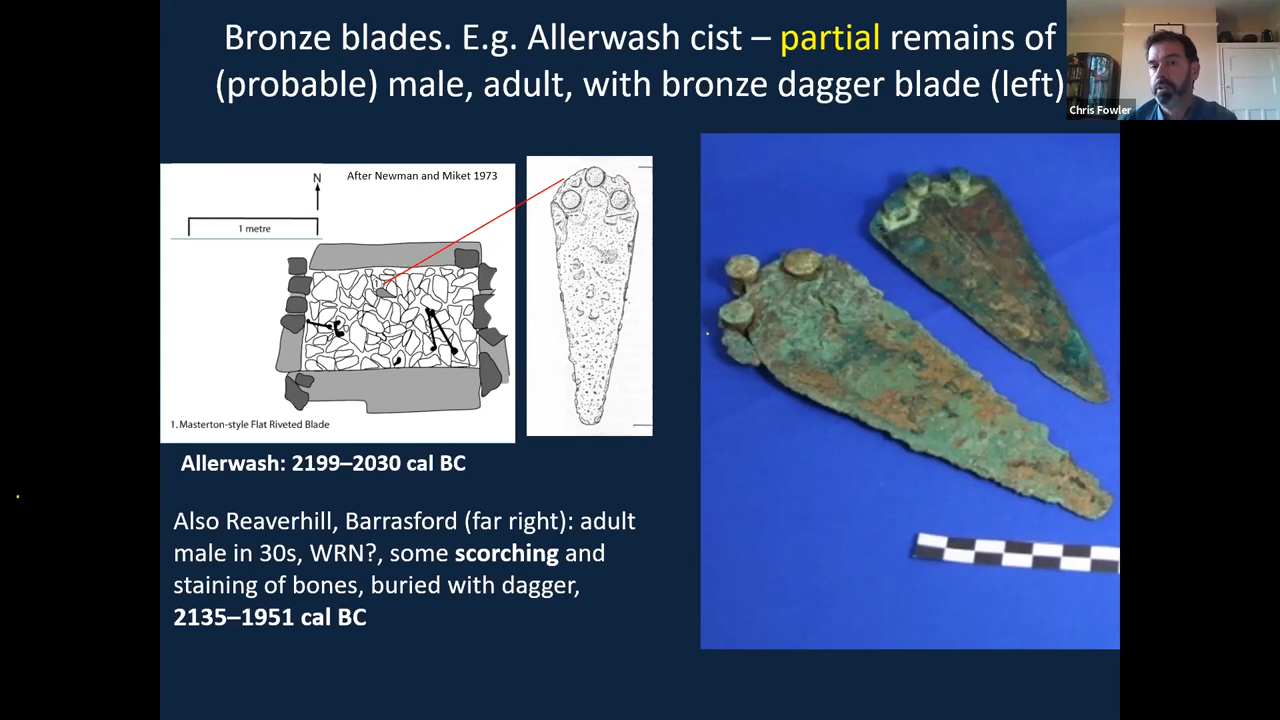 Bronze blades. E.g. Allerwash cist – partial remains of
(probable) male, adult, with bronze dagger blade (left)
Chris Fowler
After Newman and Miket 1973
N
1 metre
1. Masterton-style Flat Riveted Blade
Allerwash: 2199–2030 cal BC
Also Reaverhill, Barrasford (far right): adult
male in 30s, WRN?, some scorching and
staining of bones, buried with dagger,
2135–1951 cal BC